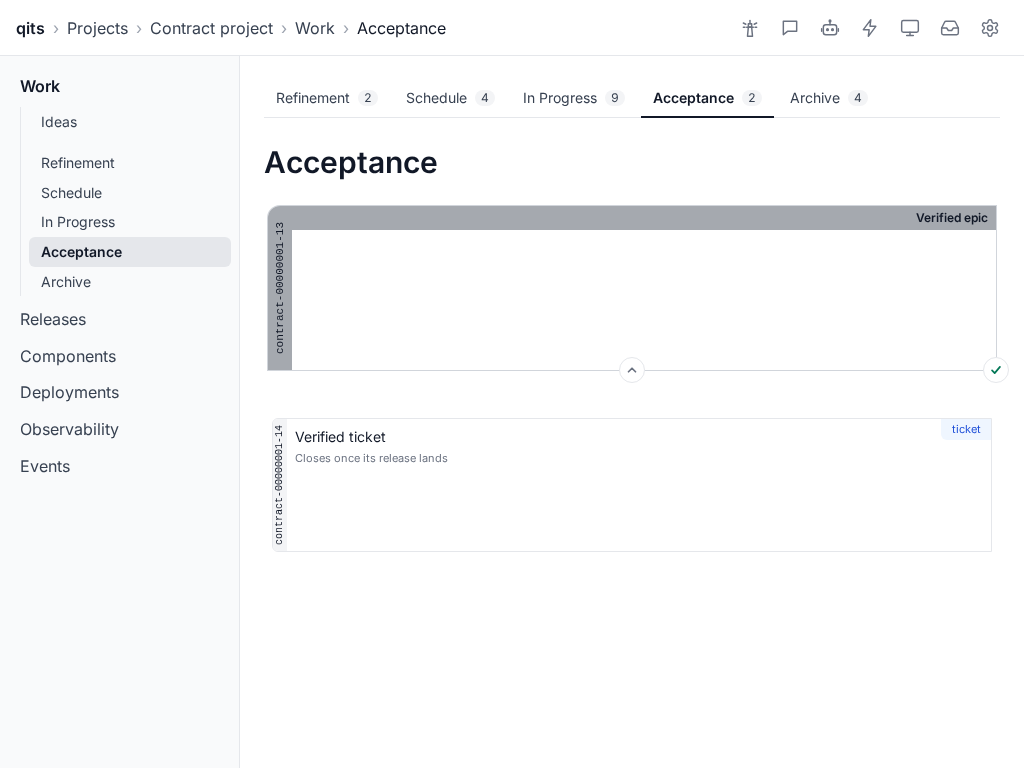 qits › Projects › Contract project › Work › Acceptance
Work
Ideas
Refinement
Schedule
In Progress
Acceptance
Archive
Releases
Components
Deployments
Observability
Events
Refinement 2 Schedule 4 In Progress 9 Acceptance 2 Archive 4
Acceptance
Verified epic
contract-00000001-13
contract-00000001-14
Verified ticket
ticket
Closes once its release lands